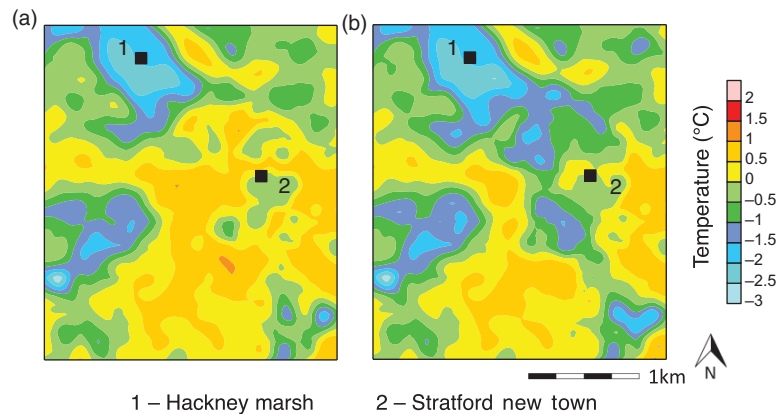 (a)
(b)
1
2
1
2
Temperature (°C)
2
1.5
1
0.5
0
–0.5
–1
–1.5
–2
–2.5
–3
N
1km
1 – Hackney marsh
2 – Stratford new town